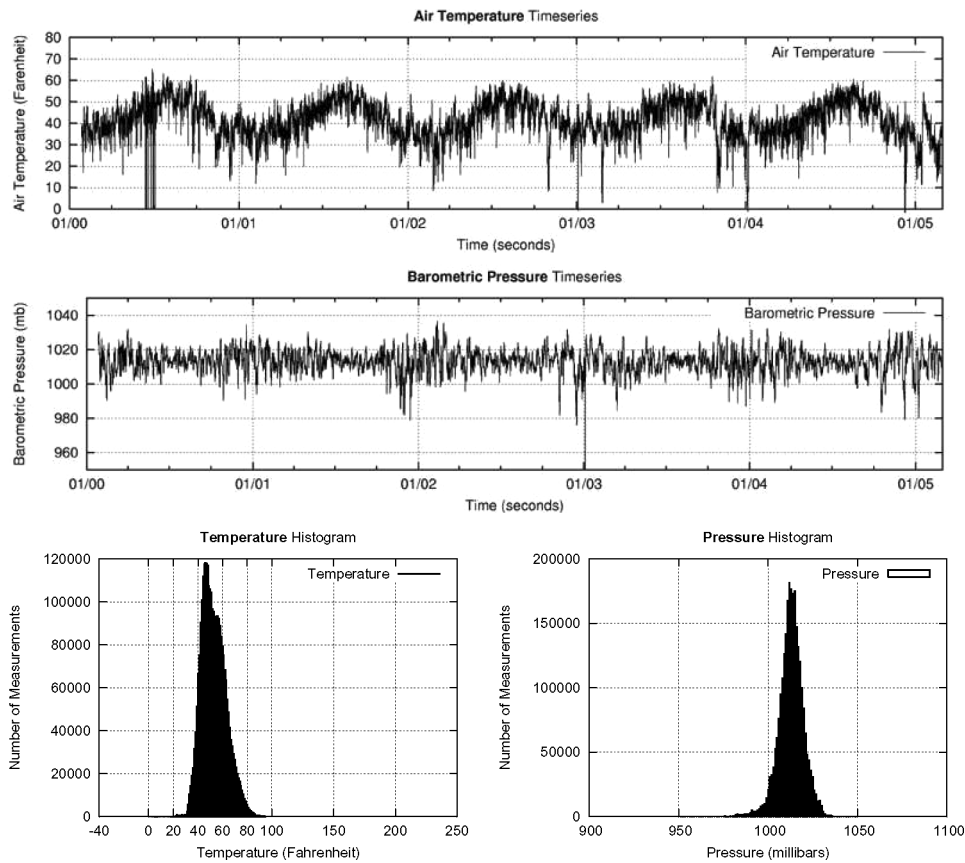 Air Temperature Timeseries
Air Temperature (Farenheit)
80
70
60
50
40
30
20
10
0
Air Temperature
01/00 01/01 01/02 01/03 01/04 01/05
Time (seconds)
Barometric Pressure Timeseries
Barometric Pressure (mb)
1040
1020
1000
980
960
Barometric Pressure
01/00 01/01 01/02 01/03 01/04 01/05
Time (seconds)
Temperature Histogram
Number of Measurements
120000
100000
80000
60000
40000
20000
0
Temperature
-40 0 20 40 60 80 100 150 200 250
Temperature (Fahrenheit)
Pressure Histogram
Number of Measurements
200000
150000
100000
50000
0
Pressure
900 950 1000 1050 1100
Pressure (millibars)